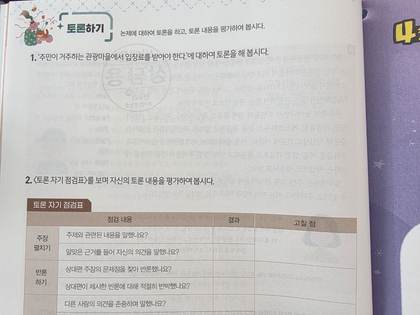 토론하기
논제에 대하여 토론을 하고, 토론 내용을 평가하여 봅시다.
1. '주민이 거주하는 관광마을에서 입장료를 받아야 한다.'에 대하여 토론을 해 봅시다.
2. <토론 자기 점검표>를 보며 자신의 토론 내용을 평가하여 봅시다.
토론 자기 점검표
점검 내용 결과 고칠 점
주장 펼치기
주제와 관련된 내용을 말했나요?
알맞은 근거를 들어 자신의 의견을 말했나요?
반론 하기
상대편 주장의 문제점을 찾아 반론했나요?
상대편이 제시한 반론에 대해 적절히 반박했나요?
다른 사람의 의견을 존중하며 말했나요?
4